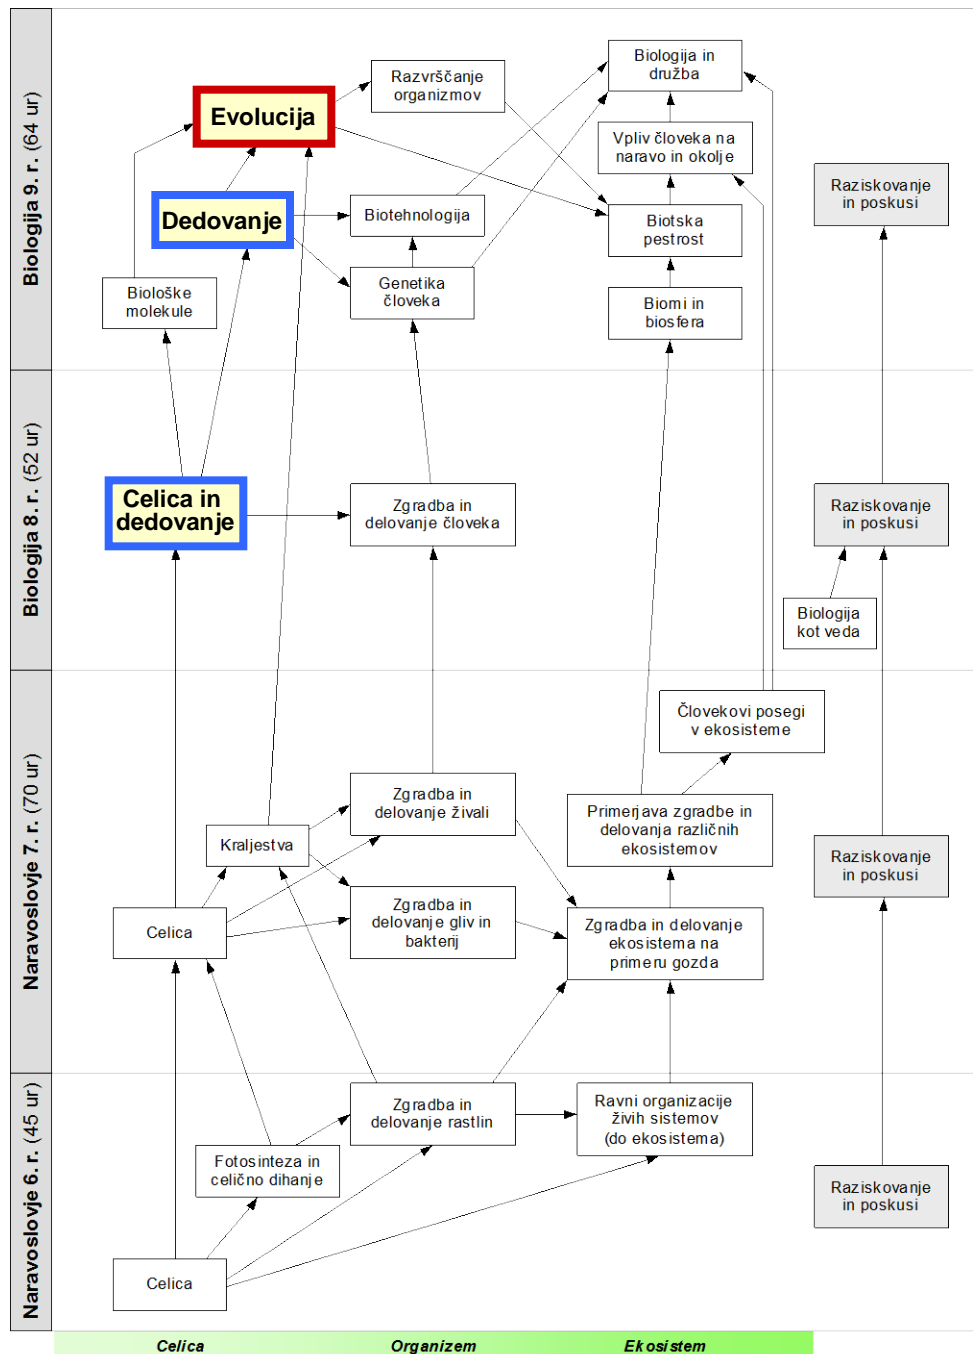 Biologija 9. r. (64 ur)
Biologija in
družba
Razvrščanje
organizmov
Evolucija
Vpliv človeka na
naravo in okolje
Raziskovanje
in poskusi
Dedovanje
Biotehnologija
Biotska
pestrost
Biološke
molekule
Genetika
človeka
Biomi in
biosfera
Biologija 8. r. (52 ur)
Celica in
dedovanje
Zgradba in
delovanje človeka
Raziskovanje
in poskusi
Biologija
kot veda
Naravoslovje 7. r. (70 ur)
Človekovi posegi
v ekosisteme
Zgradba in
delovanje živali
Primerjava zgradbe in
delovanja različnih
ekosistemov
Kraljestva
Raziskovanje
in poskusi
Celica
Zgradba in
delovanje gliv in
bakterij
Zgradba in delovanje
ekosistema na
primeru gozda
Naravoslovje 6. r. (45 ur)
Zgradba in
delovanje rastlin
Ravni organizacije
živih sistemov
(do ekosistema)
Fotosinteza in
celično dihanje
Raziskovanje
in poskusi
Celica
Celica
Organizem
Ekosistem